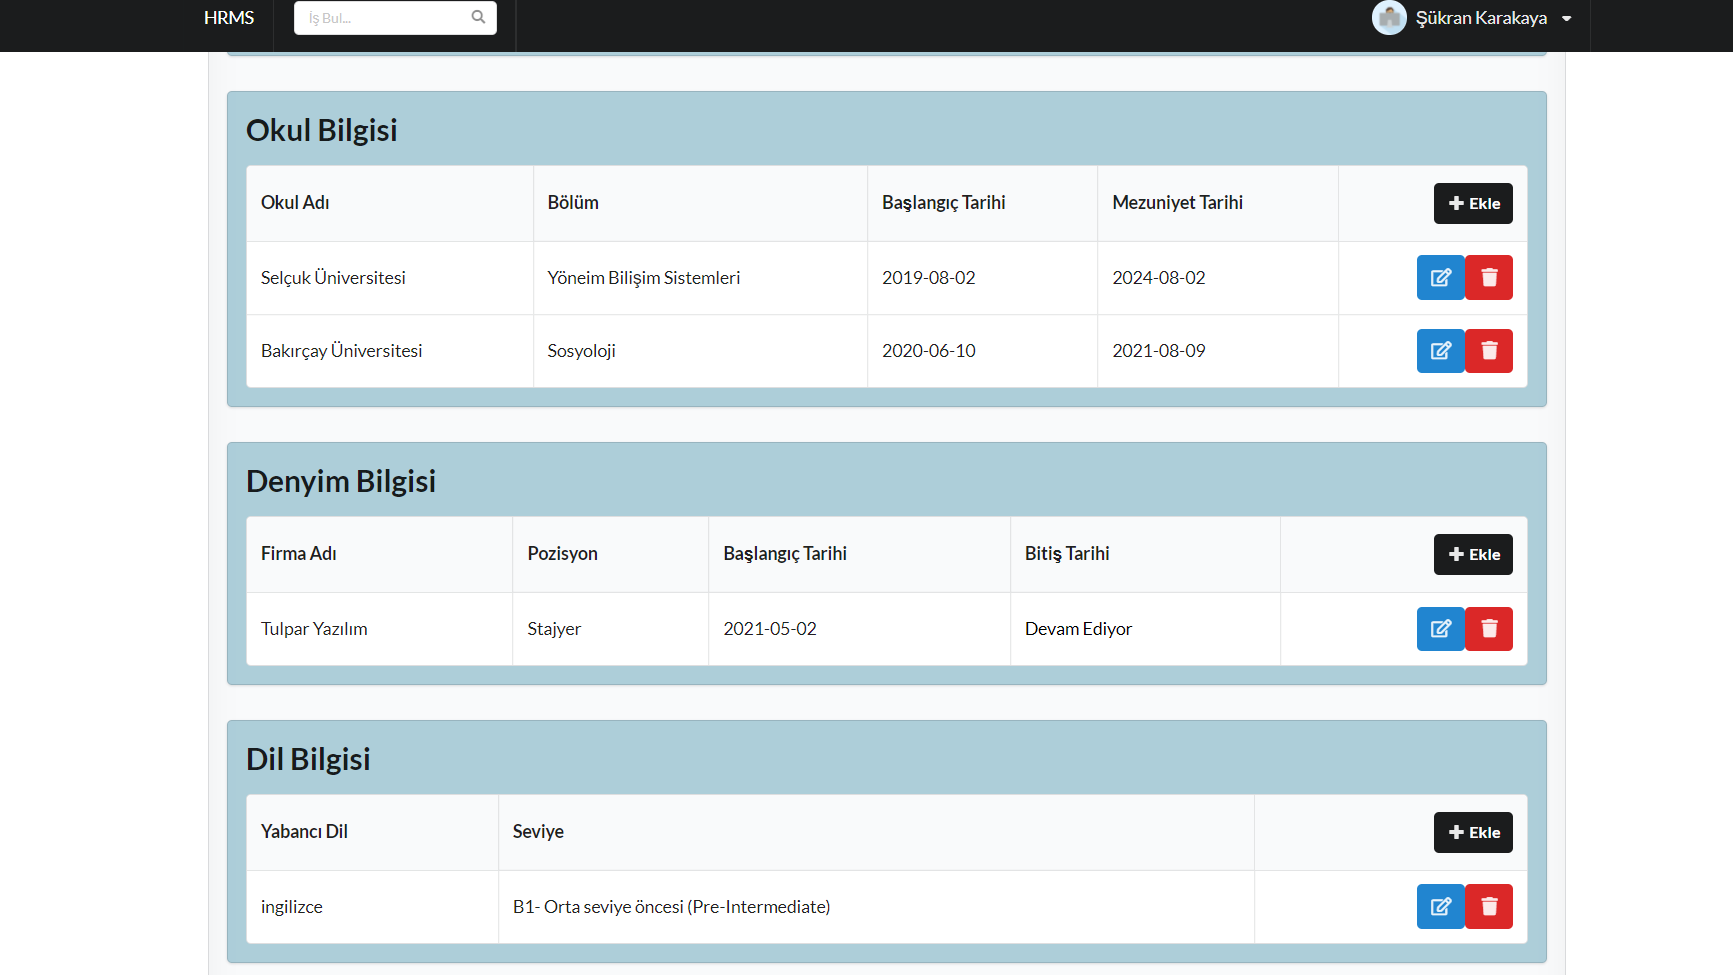 HRMS
İş Bul...
Şükran Karakaya
Okul Bilgisi
Okul Adı Bölüm Başlangıç Tarihi Mezuniyet Tarihi Ekle
Selçuk Üniversitesi Yöneim Bilişim Sistemleri 2019-08-02 2024-08-02
Bakırçay Üniversitesi Sosyoloji 2020-06-10 2021-08-09
Denyim Bilgisi
Firma Adı Pozisyon Başlangıç Tarihi Bitiş Tarihi Ekle
Tulpar Yazılım Stajyer 2021-05-02 Devam Ediyor
Dil Bilgisi
Yabancı Dil Seviye Ekle
ingilizce B1- Orta seviye öncesi (Pre-Intermediate)